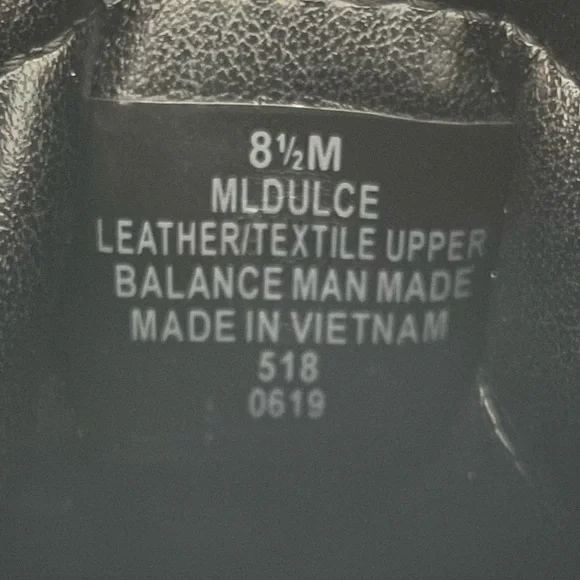 8½M
MLDULCE
LEATHER/TEXTILE UPPER
BALANCE MAN MADE
MADE IN VIETNAM
518
0619